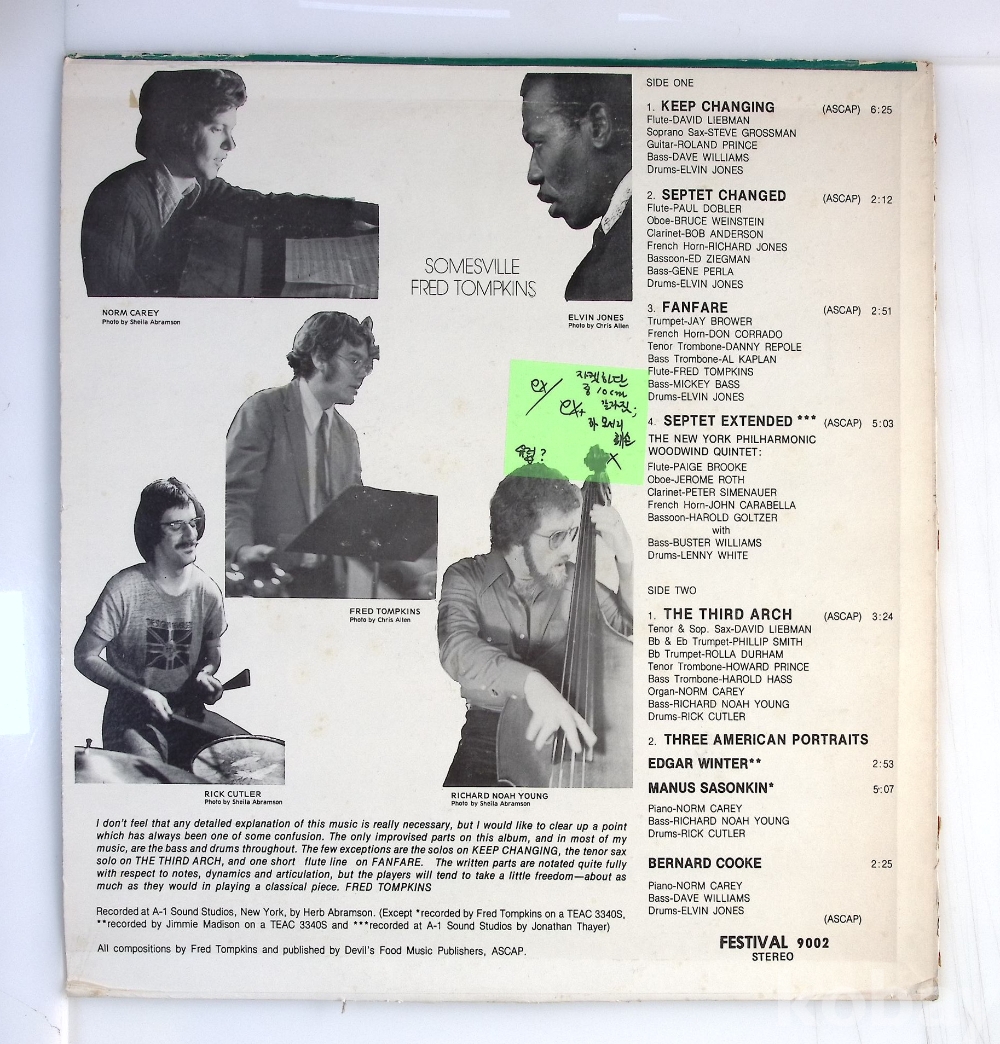 NORM CAREY
Photo by Sheila Abramson
SOMESVILLE
FRED TOMPKINS
ELVIN JONES
Photo by Chris Allen
ex/ 자켓하단
중 10cm
ex+ 갈라짐;
좌 모서리
훼손
유럽? x
FRED TOMPKINS
Photo by Chris Allen
RICK CUTLER
Photo by Sheila Abramson
RICHARD NOAH YOUNG
Photo by Sheila Abramson
I don't feel that any detailed explanation of this music is really necessary, but I would like to clear up a point
which has always been one of some confusion. The only improvised parts on this album, and in most of my
music, are the bass and drums throughout. The few exceptions are the solos on KEEP CHANGING, the tenor sax
solo on THE THIRD ARCH, and one short flute line on FANFARE. The written parts are notated quite fully
with respect to notes, dynamics and articulation, but the players will tend to take a little freedom—about as
much as they would in playing a classical piece. FRED TOMPKINS
Recorded at A-1 Sound Studios, New York, by Herb Abramson. (Except *recorded by Fred Tompkins on a TEAC 3340S,
**recorded by Jimmie Madison on a TEAC 3340S and ***recorded at A-1 Sound Studios by Jonathan Thayer)
All compositions by Fred Tompkins and published by Devil's Food Music Publishers, ASCAP.
SIDE ONE
1. KEEP CHANGING (ASCAP) 6:25
Flute-DAVID LIEBMAN
Soprano Sax-STEVE GROSSMAN
Guitar-ROLAND PRINCE
Bass-DAVE WILLIAMS
Drums-ELVIN JONES
2. SEPTET CHANGED (ASCAP) 2:12
Flute-PAUL DOBLER
Oboe-BRUCE WEINSTEIN
Clarinet-BOB ANDERSON
French Horn-RICHARD JONES
Bassoon-ED ZIEGMAN
Bass-GENE PERLA
Drums-ELVIN JONES
3. FANFARE (ASCAP) 2:51
Trumpet-JAY BROWER
French Horn-DON CORRADO
Tenor Trombone-DANNY REPOLE
Bass Trombone-AL KAPLAN
Flute-FRED TOMPKINS
Bass-MICKEY BASS
Drums-ELVIN JONES
4. SEPTET EXTENDED *** (ASCAP) 5:03
THE NEW YORK PHILHARMONIC
WOODWIND QUINTET:
Flute-PAIGE BROOKE
Oboe-JEROME ROTH
Clarinet-PETER SIMENAUER
French Horn-JOHN CARABELLA
Bassoon-HAROLD GOLTZER
with
Bass-BUSTER WILLIAMS
Drums-LENNY WHITE
SIDE TWO
1. THE THIRD ARCH (ASCAP) 3:24
Tenor & Sop. Sax-DAVID LIEBMAN
Bb & Eb Trumpet-PHILLIP SMITH
Bb Trumpet-ROLLA DURHAM
Tenor Trombone-HOWARD PRINCE
Bass Trombone-HAROLD HASS
Organ-NORM CAREY
Bass-RICHARD NOAH YOUNG
Drums-RICK CUTLER
2. THREE AMERICAN PORTRAITS
EDGAR WINTER** 2:53
MANUS SASONKIN* 5:07
Piano-NORM CAREY
Bass-RICHARD NOAH YOUNG
Drums-RICK CUTLER
BERNARD COOKE 2:25
Piano-NORM CAREY
Bass-DAVE WILLIAMS
Drums-ELVIN JONES
(ASCAP)
FESTIVAL 9002
STEREO